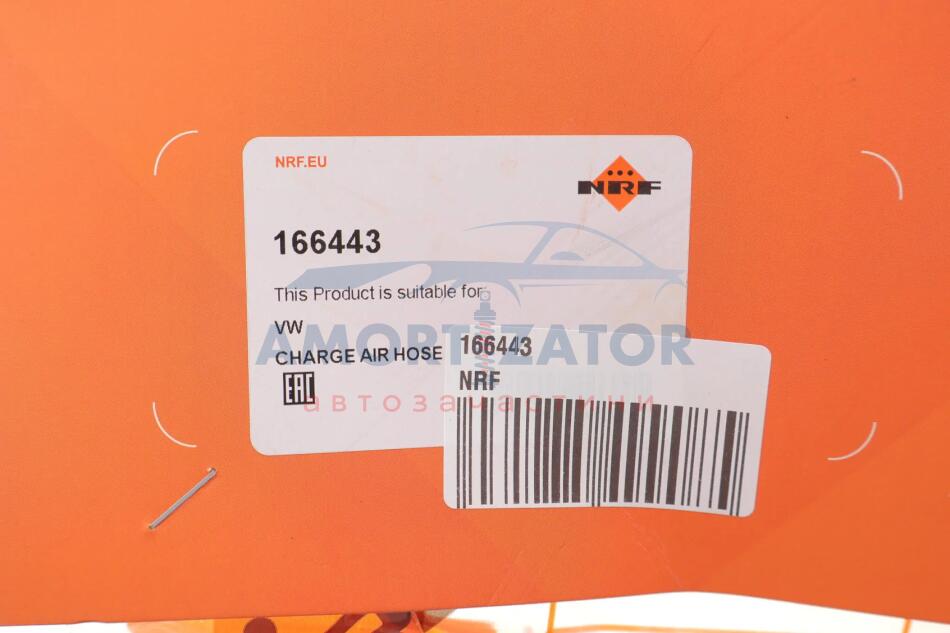 NRF.EU
NRF
166443
This Product is suitable for:
VW
CHARGE AIR HOSE
EAC
AMORTIZATOR
автозапчастини
166443
NRF